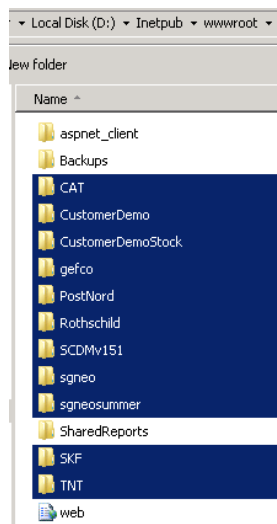 Local Disk (D:) Inetpub wwwroot
New folder
Name
aspnet_client
Backups
CAT
CustomerDemo
CustomerDemoStock
gefco
PostNord
Rothschild
SCDMv151
sgneo
sgneosummer
SharedReports
SKF
TNT
web